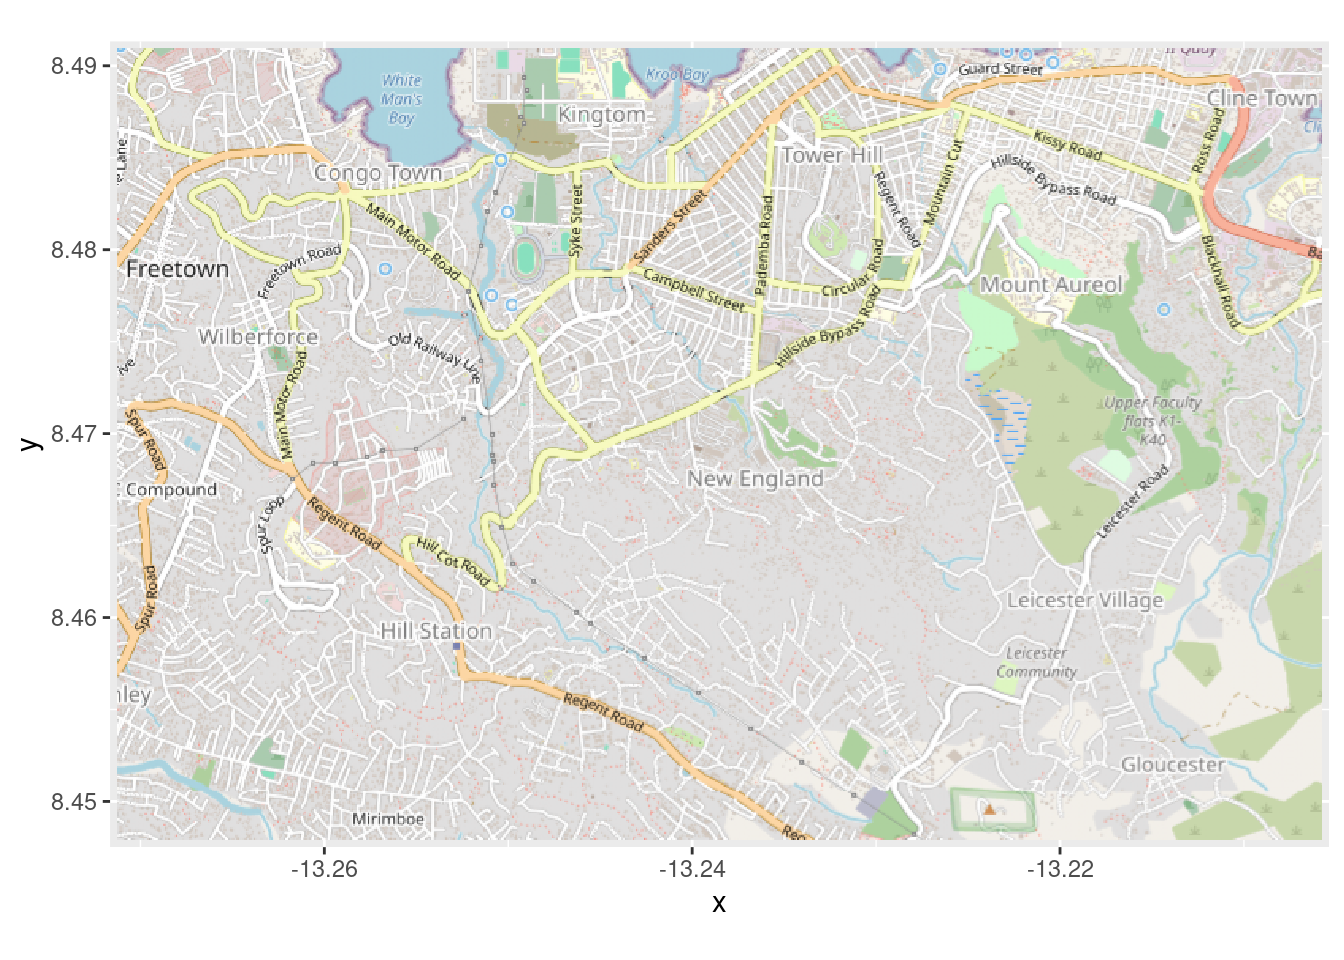 8.49
8.48
8.47
8.46
8.45
y
-13.26
-13.24
-13.22
x
White
Man's
Bay
Kroo Bay
Kingtom
Guard Street
Cline Town
Congo Town
Tower Hill
Kissy Road
Ross Road
Hillside Bypass Road
Mountain Cut
Regent Road
Main Motor Road
Syke Street
Sanders Street
Pademba Road
Freetown
Freetown Road
Campbell Street
Circular Road
Mount Aureol
Blackhall Road
Wilberforce
Old Railway Line
Hillside Bypass Road
Main Motor Road
Upper Faculty
flats K1-
K40
Spur Road
New England
Compound
Leicester Road
Spur Loop
Regent Road
Hill Cot Road
Spur Road
Hill Station
Leicester Village
Leicester
Community
Regent Road
Gloucester
Mirimboe